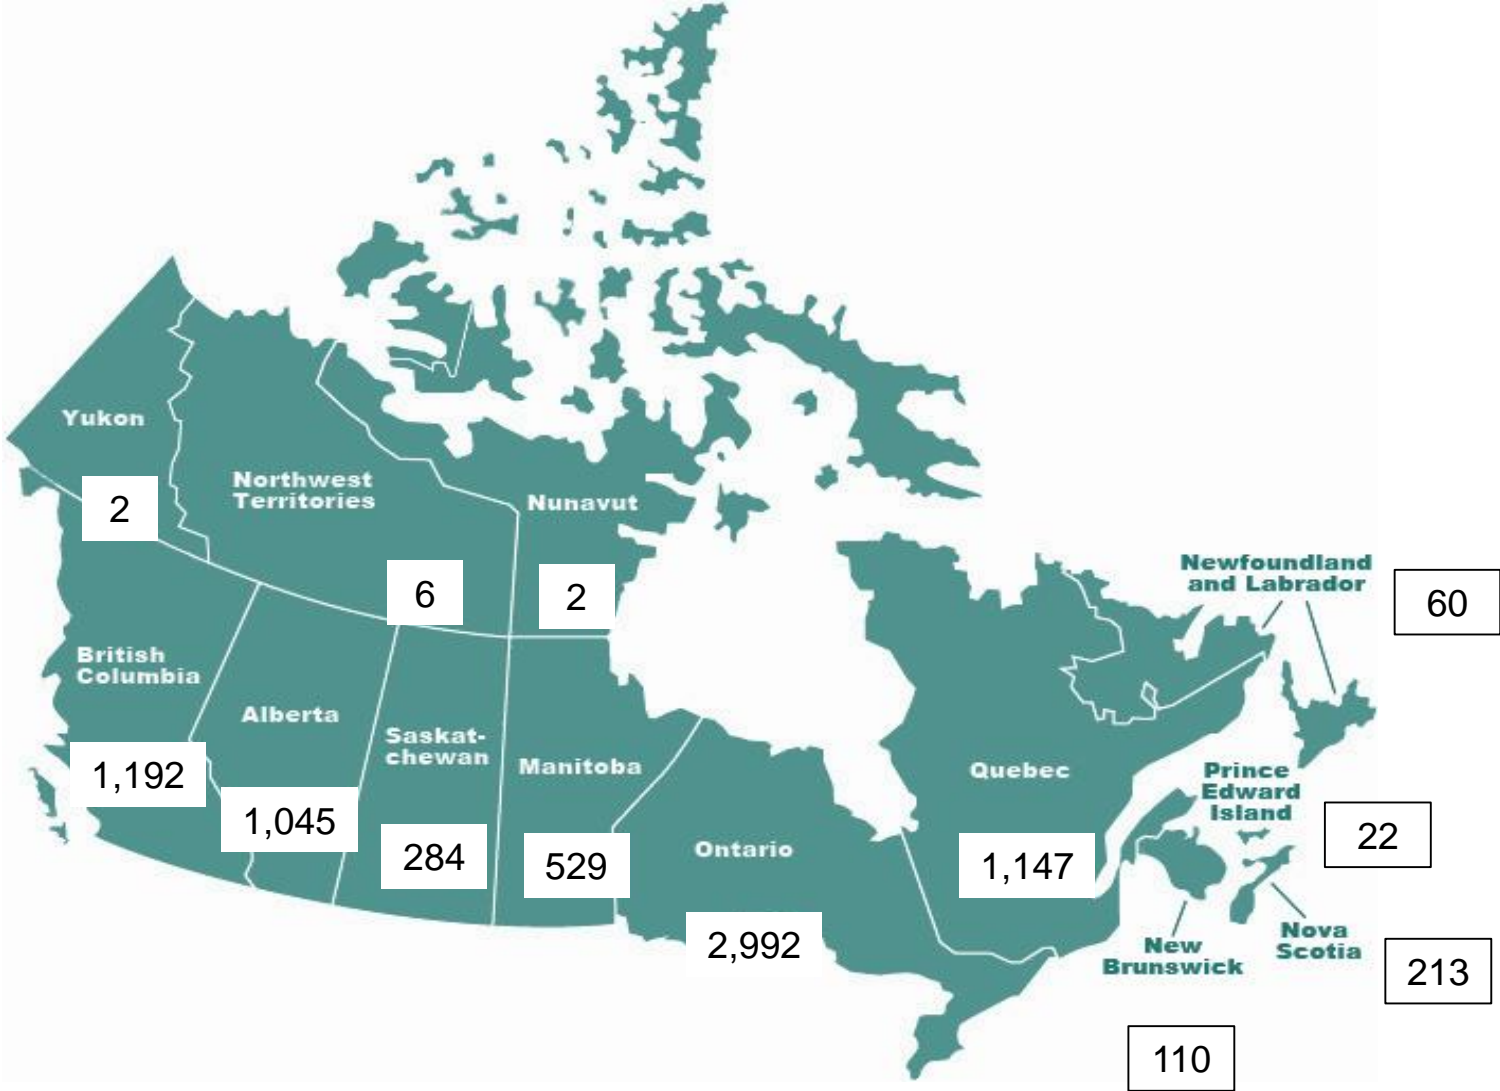 Yukon
2
Northwest
Territories
6
Nunavut
2
British
Columbia
1,192
Alberta
1,045
Saskat-
chewan
284
Manitoba
529
Ontario
2,992
Quebec
1,147
Newfoundland
and Labrador
60
Prince
Edward
Island
22
Nova
Scotia
213
New
Brunswick
110